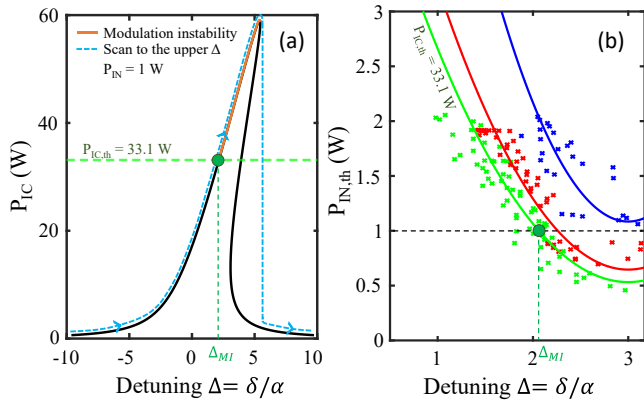 (a)
Modulation instability
Scan to the upper Δ
P_IN = 1 W
P_IC,th = 33.1 W
P_IC (W)
60
40
20
0
-10
-5
0
5
10
Δ_MI
Detuning Δ= δ/α
(b)
P_IC,th = 33.1 W
P_IN,th (W)
3
2.5
2
1.5
1
0.5
0
1
2
3
Δ_MI
Detuning Δ= δ/α